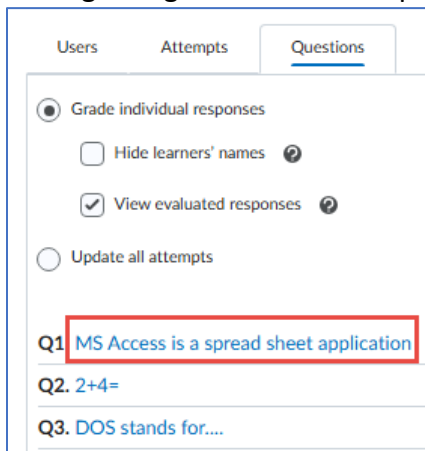 Users Attempts Questions
Grade individual responses
Hide learners' names ?
View evaluated responses ?
Update all attempts
Q1 MS Access is a spread sheet application
Q2. 2+4=
Q3. DOS stands for....